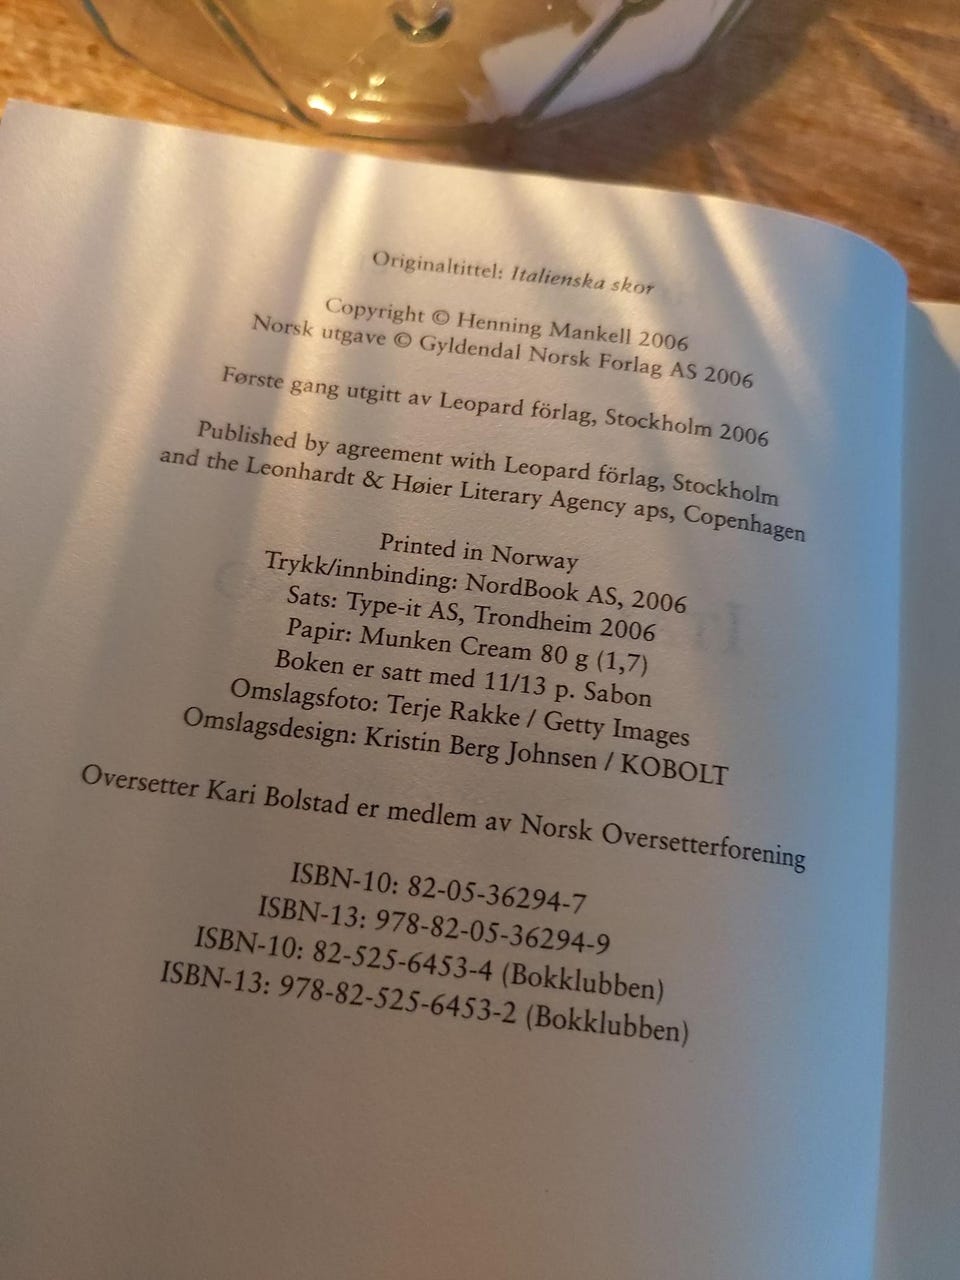 Originaltittel: Italienska skor
Copyright © Henning Mankell 2006
Norsk utgave © Gyldendal Norsk Forlag AS 2006
Første gang utgitt av Leopard förlag, Stockholm 2006
Published by agreement with Leopard förlag, Stockholm
and the Leonhardt & Høier Literary Agency aps, Copenhagen
Printed in Norway
Trykk/innbinding: NordBook AS, 2006
Sats: Type-it AS, Trondheim 2006
Papir: Munken Cream 80 g (1,7)
Boken er satt med 11/13 p. Sabon
Omslagsfoto: Terje Rakke / Getty Images
Omslagsdesign: Kristin Berg Johnsen / KOBOLT
Oversetter Kari Bolstad er medlem av Norsk Oversetterforening
ISBN-10: 82-05-36294-7
ISBN-13: 978-82-05-36294-9
ISBN-10: 82-525-6453-4 (Bokklubben)
ISBN-13: 978-82-525-6453-2 (Bokklubben)